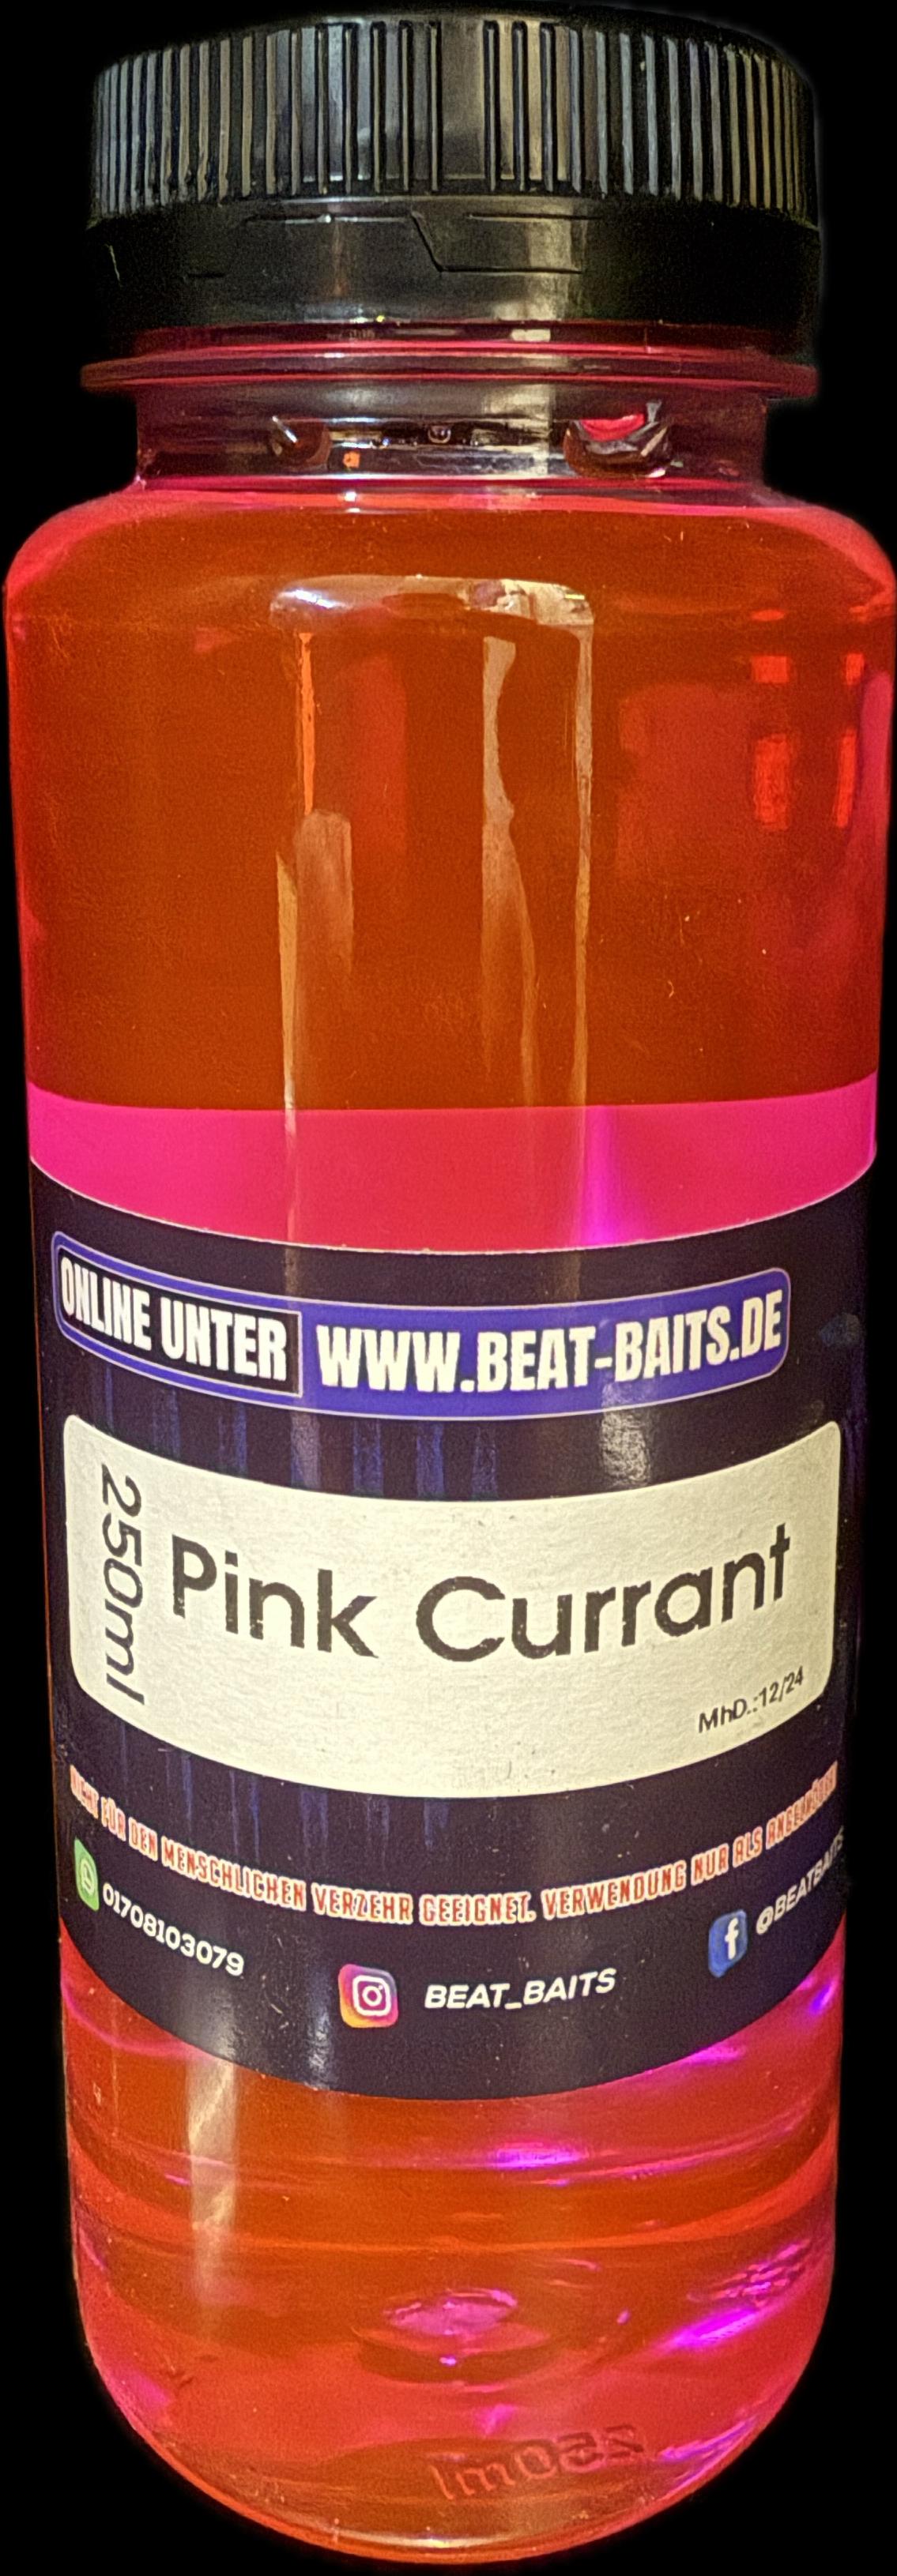 ONLINE UNTER WWW.BEAT-BAITS.DE
250ml
Pink Currant
MhD.:12/24
NICHT FÜR DEN MENSCHLICHEN VERZEHR GEEIGNET. VERWENDUNG NUR ALS ANGELKÖDER
01708103079
BEAT_BAITS
@BEATBAITS
250ml